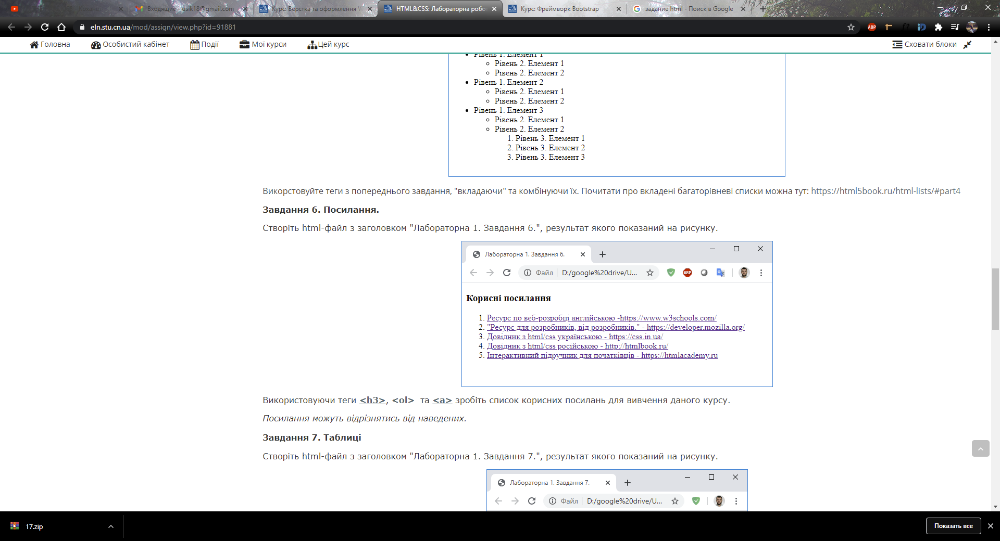 Входящие - usik18@gmail.com
Курс: Верстка та оформлення
HTML&CSS: Лабораторна робо
Курс: Фреймворк Bootstrap
задание html - Поиск в Google
eln.stu.cn.ua/mod/assign/view.php?id=91881
ABP
Головна
Особистий кабінет
Події
Мої курси
Цей курс
Сховати блоки
Рівень 1. Елемент 1
Рівень 2. Елемент 1
Рівень 2. Елемент 2
Рівень 1. Елемент 2
Рівень 2. Елемент 1
Рівень 2. Елемент 2
Рівень 1. Елемент 3
Рівень 2. Елемент 1
Рівень 2. Елемент 2
1. Рівень 3. Елемент 1
2. Рівень 3. Елемент 2
3. Рівень 3. Елемент 3
Викорстовуйте теги з попереднього завдання, "вкладаючи" та комбінуючи їх. Почитати про вкладені багаторівневі списки можна тут: https://html5book.ru/html-lists/#part4
Завдання 6. Посилання.
Створіть html-файл з заголовком "Лабораторна 1. Завдання 6.", результат якого показаний на рисунку.
Лабораторна 1. Завдання 6.
Файл D:/google%20drive/U...
ABP
Корисні посилання
1. Ресурс по веб-розробці англійською -https://www.w3schools.com/
2. "Ресурс для розробників, від розробників." - https://developer.mozilla.org/
3. Довідник з html/css українською - https://css.in.ua/
4. Довідник з html/css російською - http://htmlbook.ru/
5. Інтерактивний підручник для початківців - https://htmlacademy.ru
Використовуючи теги <h3>, <ol> та <a> зробіть список корисних посилань для вивчення даного курсу.
Посилання можуть відрізнятись від наведених.
Завдання 7. Таблиці
Створіть html-файл з заголовком "Лабораторна 1. Завдання 7.", результат якого показаний на рисунку.
Лабораторна 1. Завдання 7.
Файл D:/google%20drive/U...
17.zip
Показать все